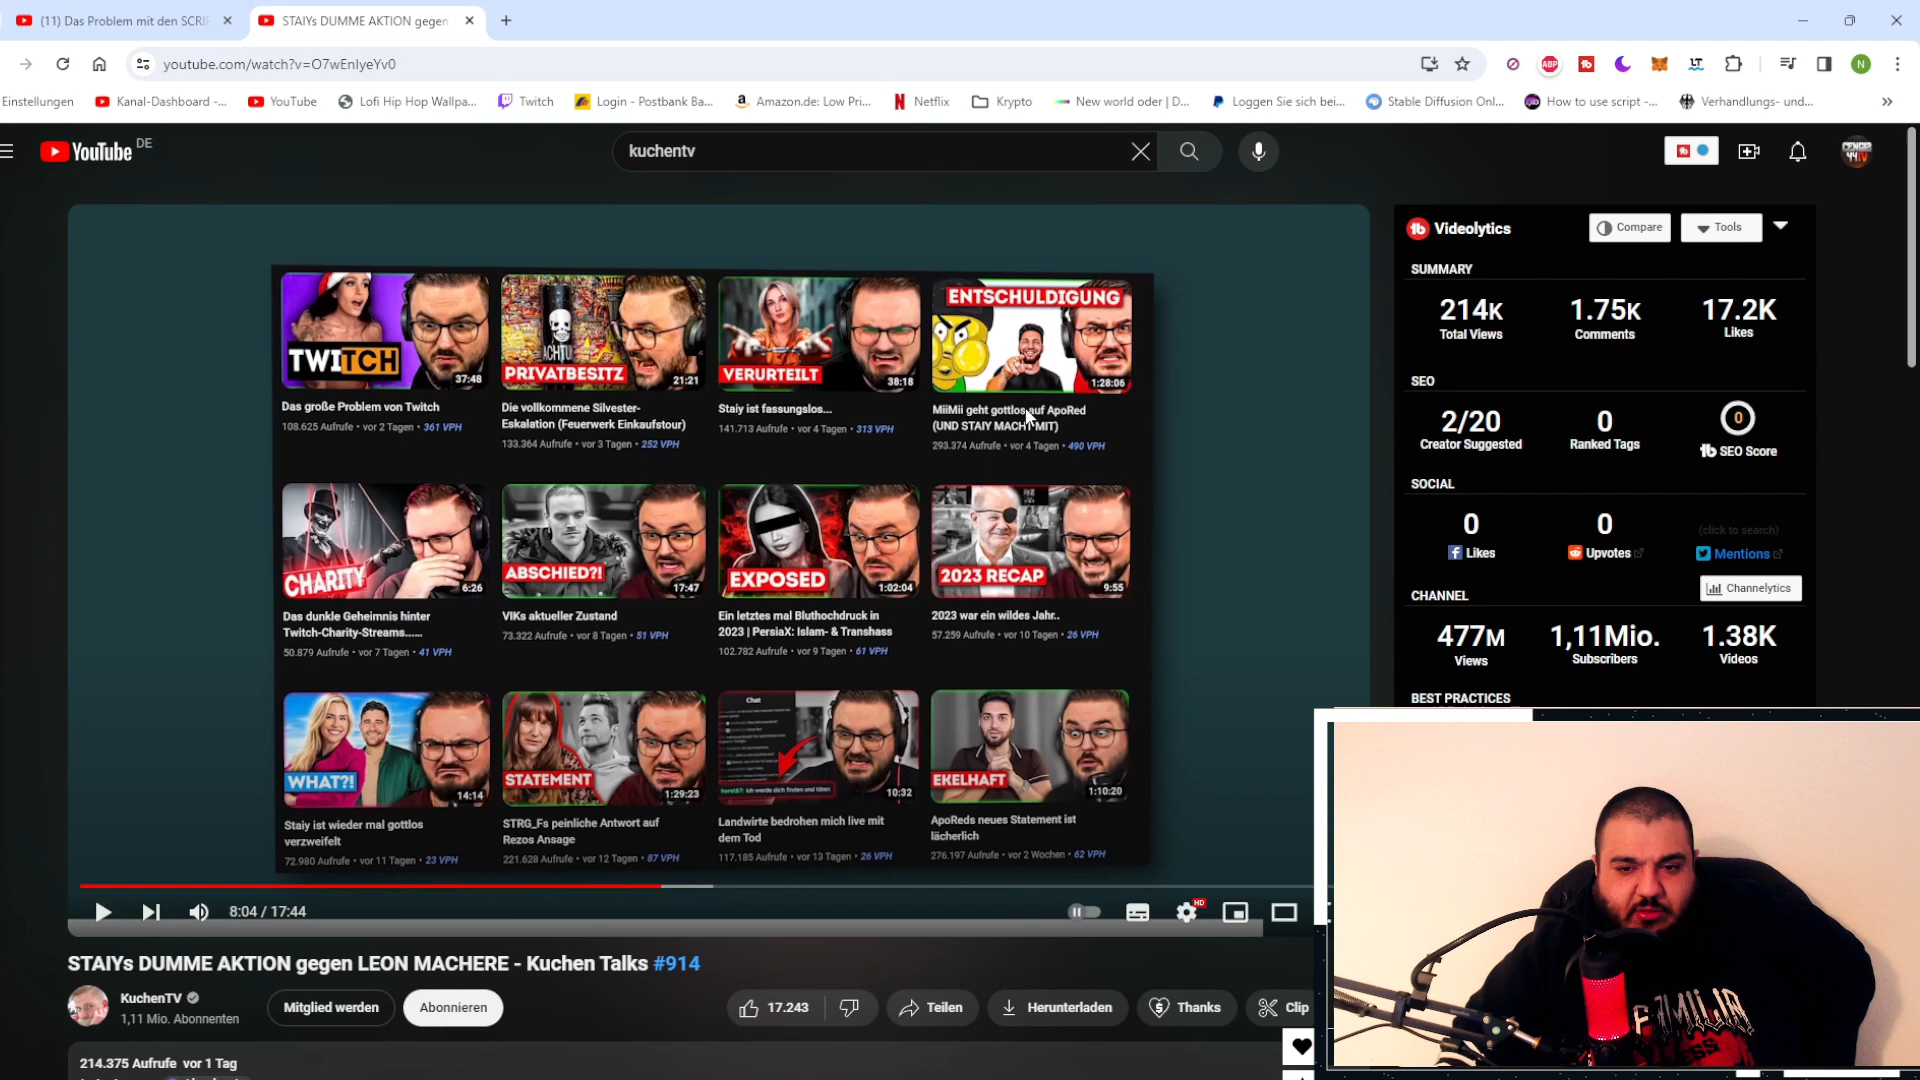 (11) Das Problem mit den SCRI
STAIYs DUMME AKTION gegen
youtube.com/watch?v=O7wEnlyeYv0
Einstellungen
Kanal-Dashboard -...
YouTube
Lofi Hip Hop Wallpa...
Twitch
Login - Postbank Ba...
Amazon.de: Low Pri...
Netflix
Krypto
New world oder | D...
Loggen Sie sich bei...
Stable Diffusion Onl...
How to use script -...
Verhandlungs- und...
YouTube DE
kuchentv
TWITCH
37:48
ACHTU
PRIVATBESITZ
21:21
VERURTEILT
38:18
ENTSCHULDIGUNG
1:28:06
Das große Problem von Twitch
108.625 Aufrufe • vor 2 Tagen • 361 VPH
Die vollkommene Silvester-
Eskalation (Feuerwerk Einkaufstour)
133.364 Aufrufe • vor 3 Tagen • 252 VPH
Staiy ist fassungslos...
141.713 Aufrufe • vor 4 Tagen • 313 VPH
MiiMii geht gottlos auf ApoRed
(UND STAIY MACHT MIT)
293.374 Aufrufe • vor 4 Tagen • 490 VPH
CHARITY
6:26
ABSCHIED?!
17:47
EXPOSED
1:02:04
2023 RECAP
9:55
Das dunkle Geheimnis hinter
Twitch-Charity-Streams......
50.879 Aufrufe • vor 7 Tagen • 41 VPH
VIKs aktueller Zustand
73.322 Aufrufe • vor 8 Tagen • 51 VPH
Ein letztes mal Bluthochdruck in
2023 | PersiaX: Islam- & Transhass
102.782 Aufrufe • vor 9 Tagen • 61 VPH
2023 war ein wildes Jahr..
57.259 Aufrufe • vor 10 Tagen • 26 VPH
WHAT?!
14:14
STATEMENT
1:29:23
Chat
ich werde dich finden und töten
10:32
EKELHAFT
1:10:20
Staiy ist wieder mal gottlos
verzweifelt
72.980 Aufrufe • vor 11 Tagen • 23 VPH
STRG_Fs peinliche Antwort auf
Rezos Ansage
221.628 Aufrufe • vor 12 Tagen • 87 VPH
Landwirte bedrohen mich live mit
dem Tod
117.185 Aufrufe • vor 13 Tagen • 26 VPH
ApoReds neues Statement ist
lächerlich
276.197 Aufrufe • vor 2 Wochen • 62 VPH
8:04 / 17:44
HD
STAIYs DUMME AKTION gegen LEON MACHERE - Kuchen Talks #914
KuchenTV
1,11 Mio. Abonnenten
Mitglied werden
Abonnieren
17.243
Teilen
Herunterladen
Thanks
Clip
214.375 Aufrufe vor 1 Tag
Videolytics
Compare
Tools
SUMMARY
214K
Total Views
1.75K
Comments
17.2K
Likes
SEO
2/20
Creator Suggested
0
Ranked Tags
0
SEO Score
SOCIAL
0
Likes
0
Upvotes
(click to search)
Mentions
CHANNEL
Channelytics
477M
Views
1,11Mio.
Subscribers
1.38K
Videos
BEST PRACTICES